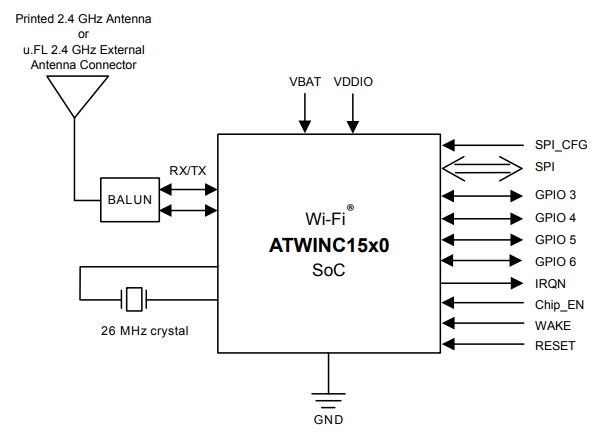 Printed 2.4 GHz Antenna
or
u.FL 2.4 GHz External
Antenna Connector
VBAT
VDDIO
RX/TX
BALUN
26 MHz crystal
Wi-Fi®
ATWINC15x0
SoC
SPI_CFG
SPI
GPIO 3
GPIO 4
GPIO 5
GPIO 6
IRQN
Chip_EN
WAKE
RESET
GND